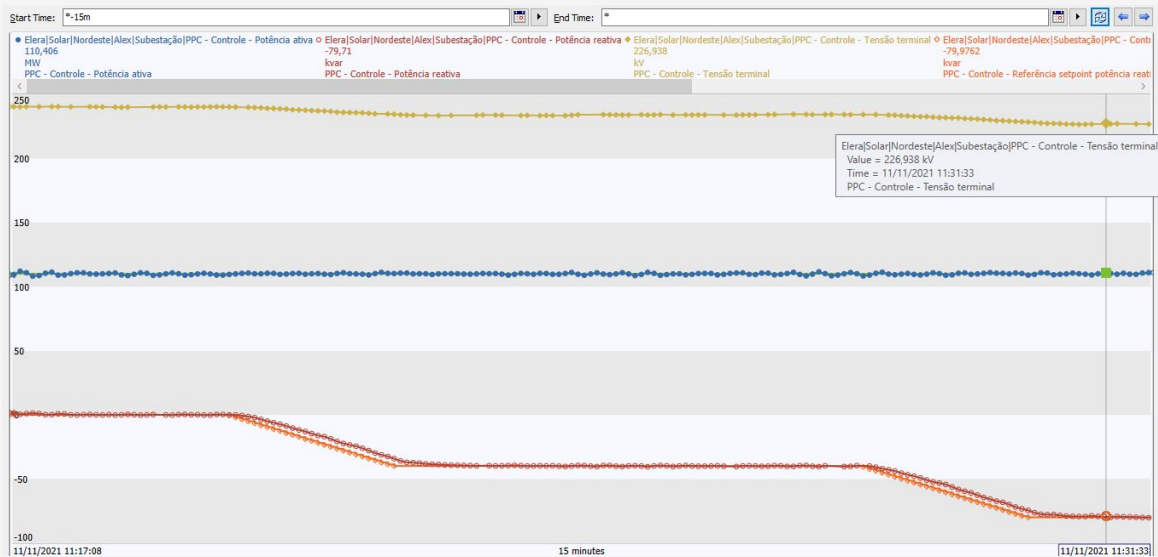 Start Time: *-15m End Time: *
Elera|Solar|Nordeste|Alex|Subestação|PPC - Controle - Potência ativa Elera|Solar|Nordeste|Alex|Subestação|PPC - Controle - Potência reativa Elera|Solar|Nordeste|Alex|Subestação|PPC - Controle - Tensão terminal Elera|Solar|Nordeste|Alex|Subestação|PPC - Contr
110,406 -79,71 226,938 -79,9762
MW kvar kV kvar
PPC - Controle - Potência ativa PPC - Controle - Potência reativa PPC - Controle - Tensão terminal PPC - Controle - Referência setpoint potência reati
250
Elera|Solar|Nordeste|Alex|Subestação|PPC - Controle - Tensão terminal
Value = 226,938 kV
Time = 11/11/2021 11:31:33
PPC - Controle - Tensão terminal
200
150
100
50
0
-50
-100
11/11/2021 11:17:08 15 minutes 11/11/2021 11:31:33